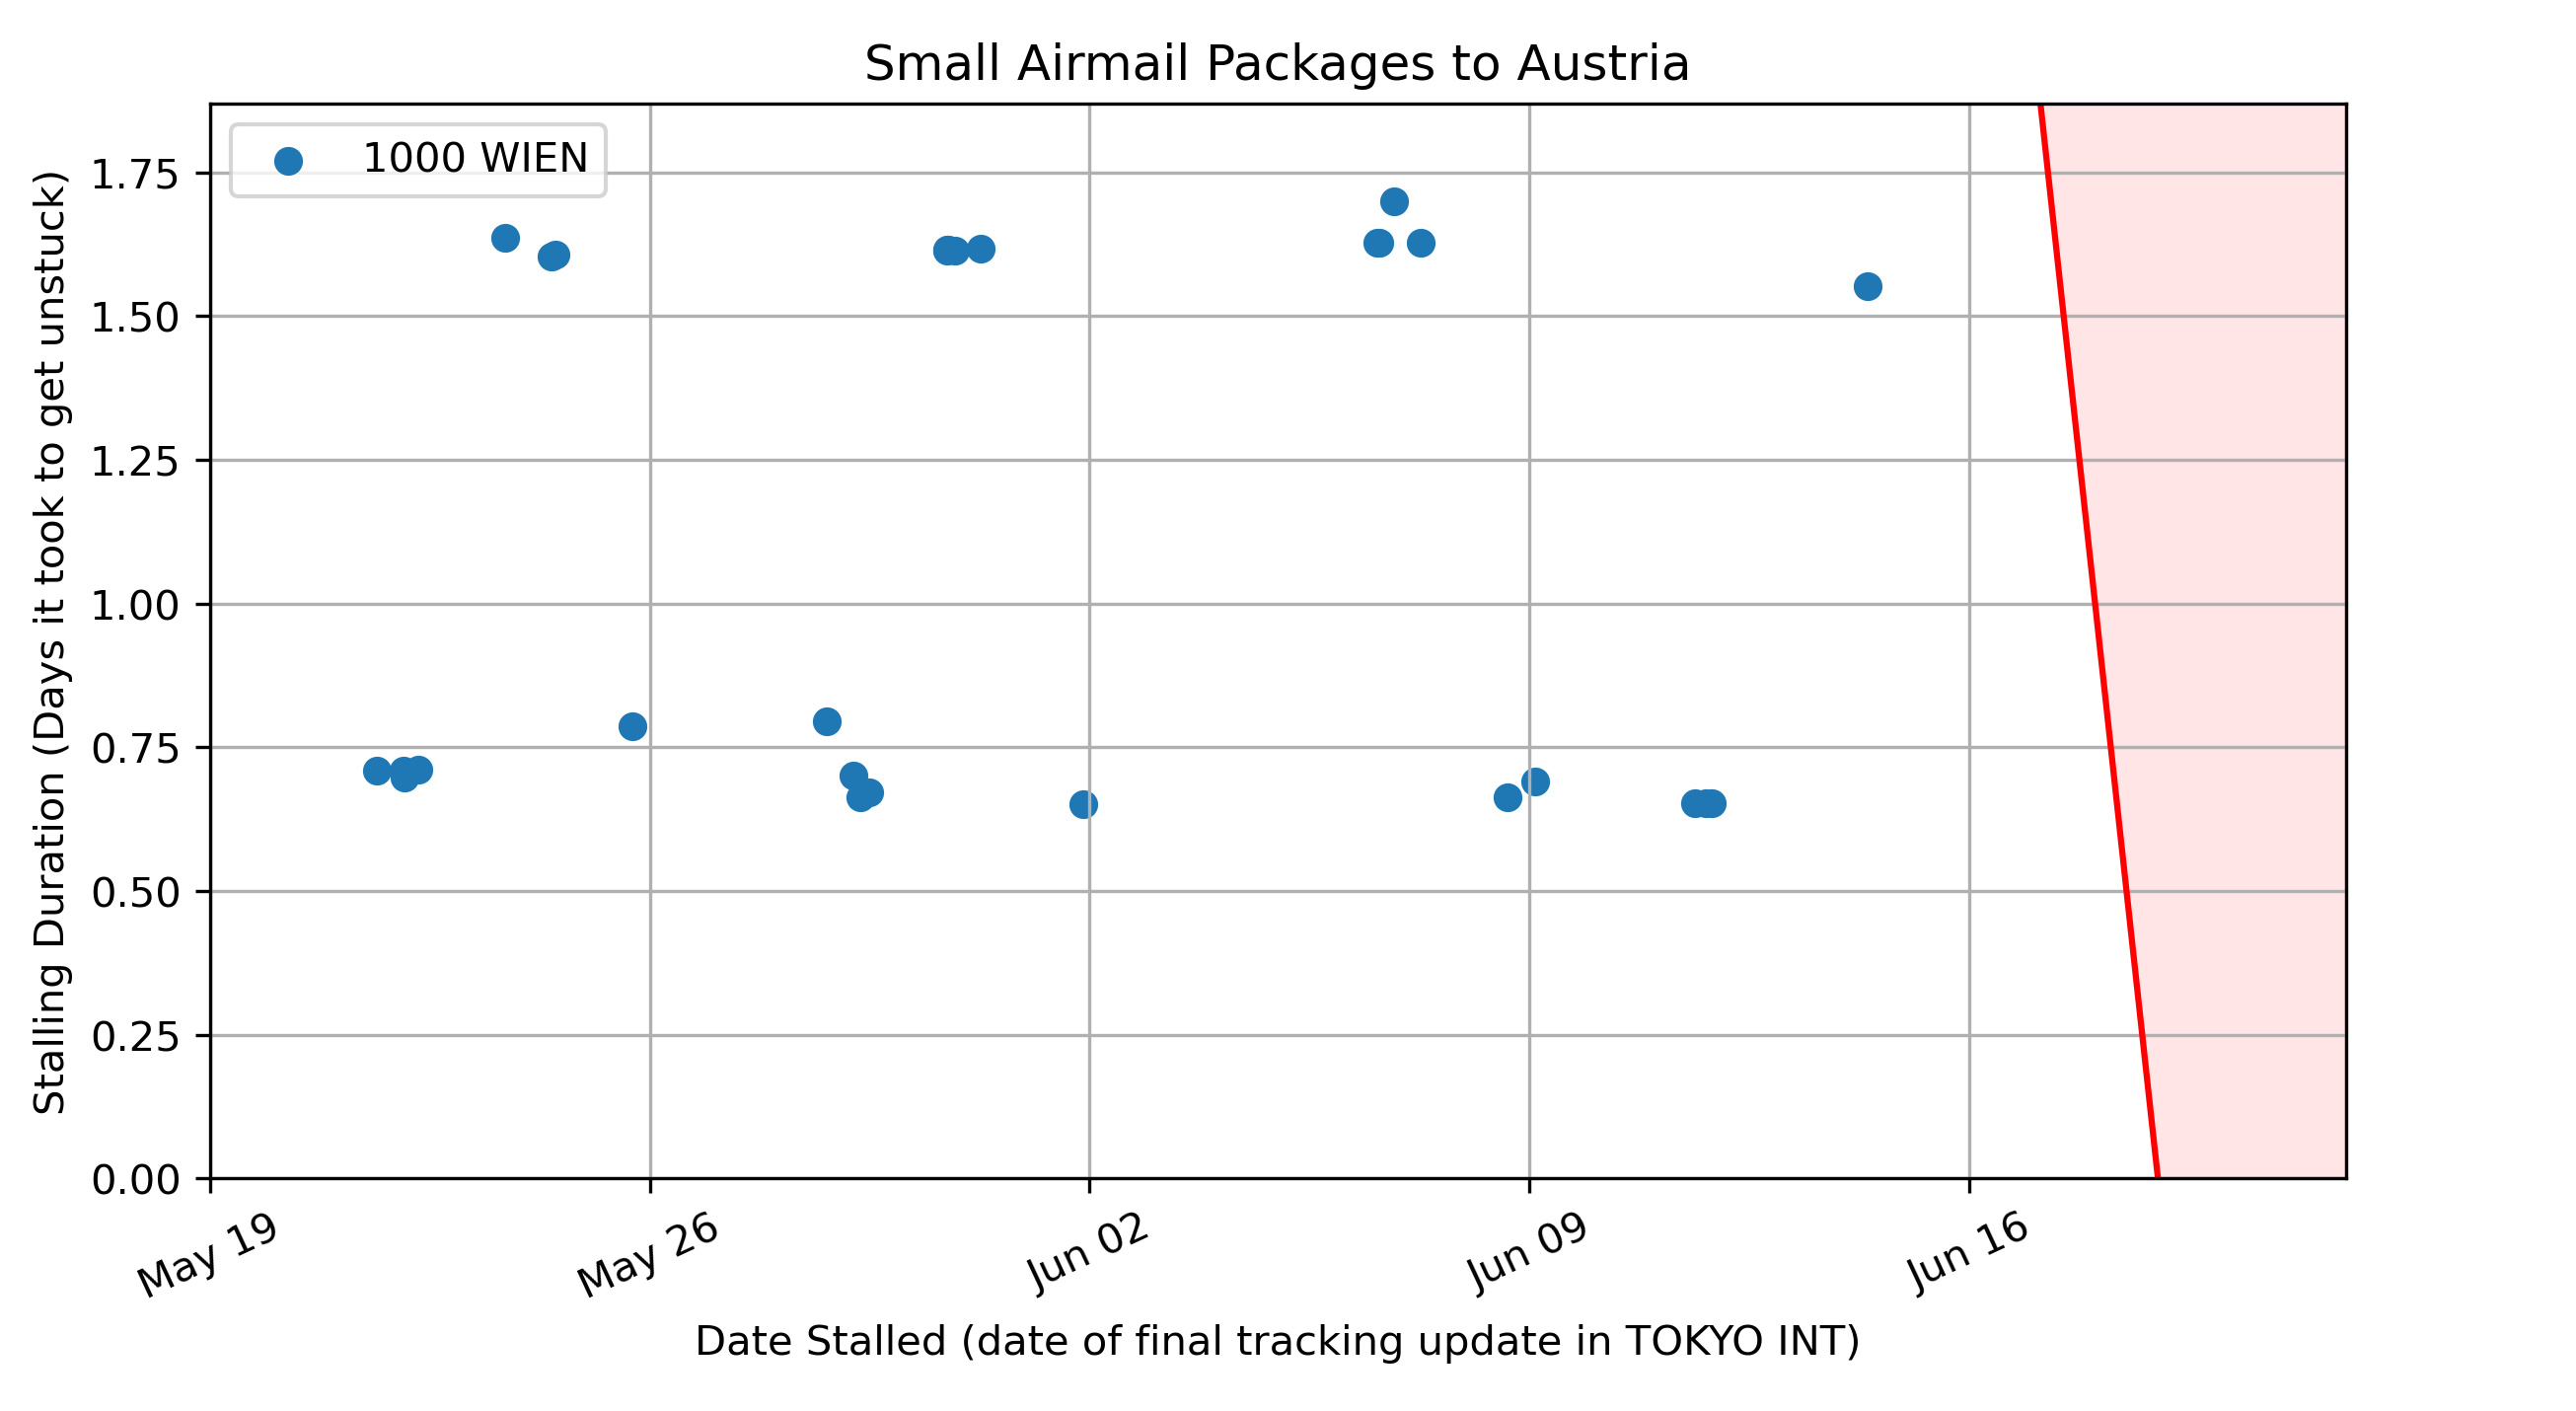 Small Airmail Packages to Austria
1000 WIEN
Stalling Duration (Days it took to get unstuck)
1.75
1.50
1.25
1.00
0.75
0.50
0.25
0.00
May 19
May 26
Jun 02
Jun 09
Jun 16
Date Stalled (date of final tracking update in TOKYO INT)